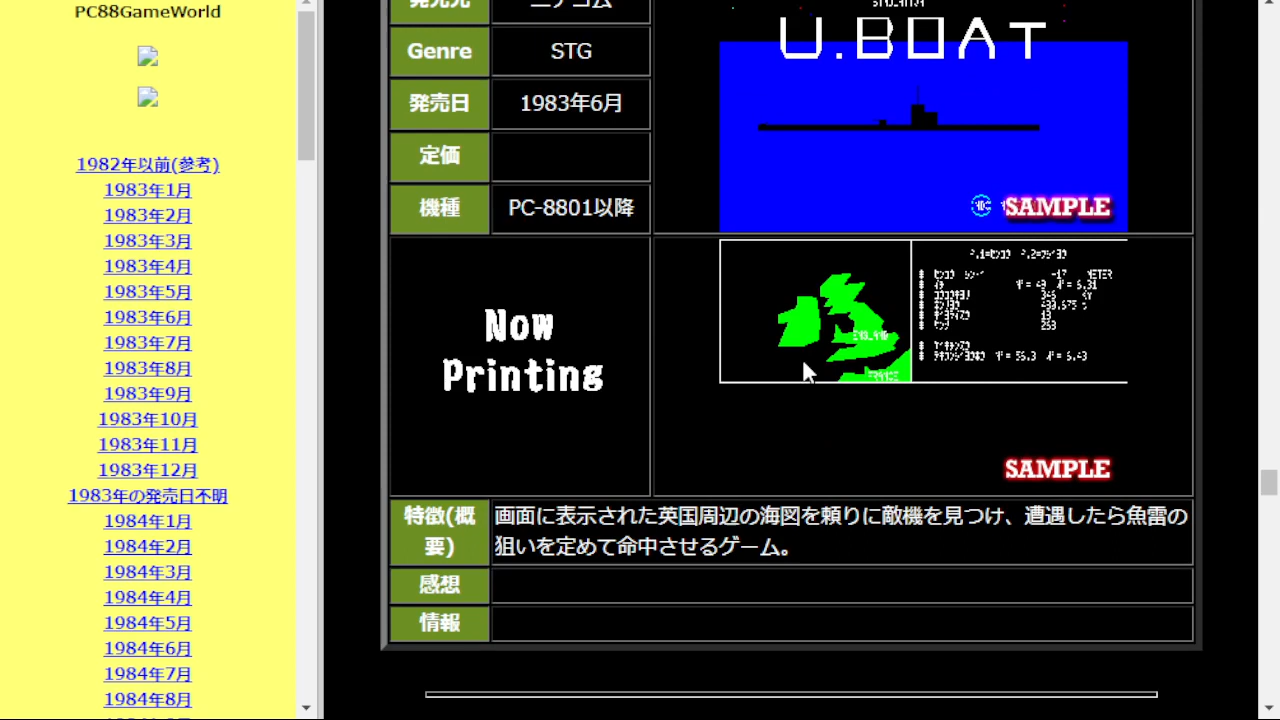 PC88GameWorld
1982年以前(参考)
1983年1月
1983年2月
1983年3月
1983年4月
1983年5月
1983年6月
1983年7月
1983年8月
1983年9月
1983年10月
1983年11月
1983年12月
1983年の発売日不明
1984年1月
1984年2月
1984年3月
1984年4月
1984年5月
1984年6月
1984年7月
1984年8月
Genre
STG
発売日
1983年6月
定価
機種
PC-8801以降
U.BOAT
SAMPLE
Now
Printing
ENGLAND
FRANCE
SAMPLE
特徴(概要)
画面に表示された英国周辺の海図を頼りに敵機を見つけ、遭遇したら魚雷の
狙いを定めて命中させるゲーム。
感想
情報